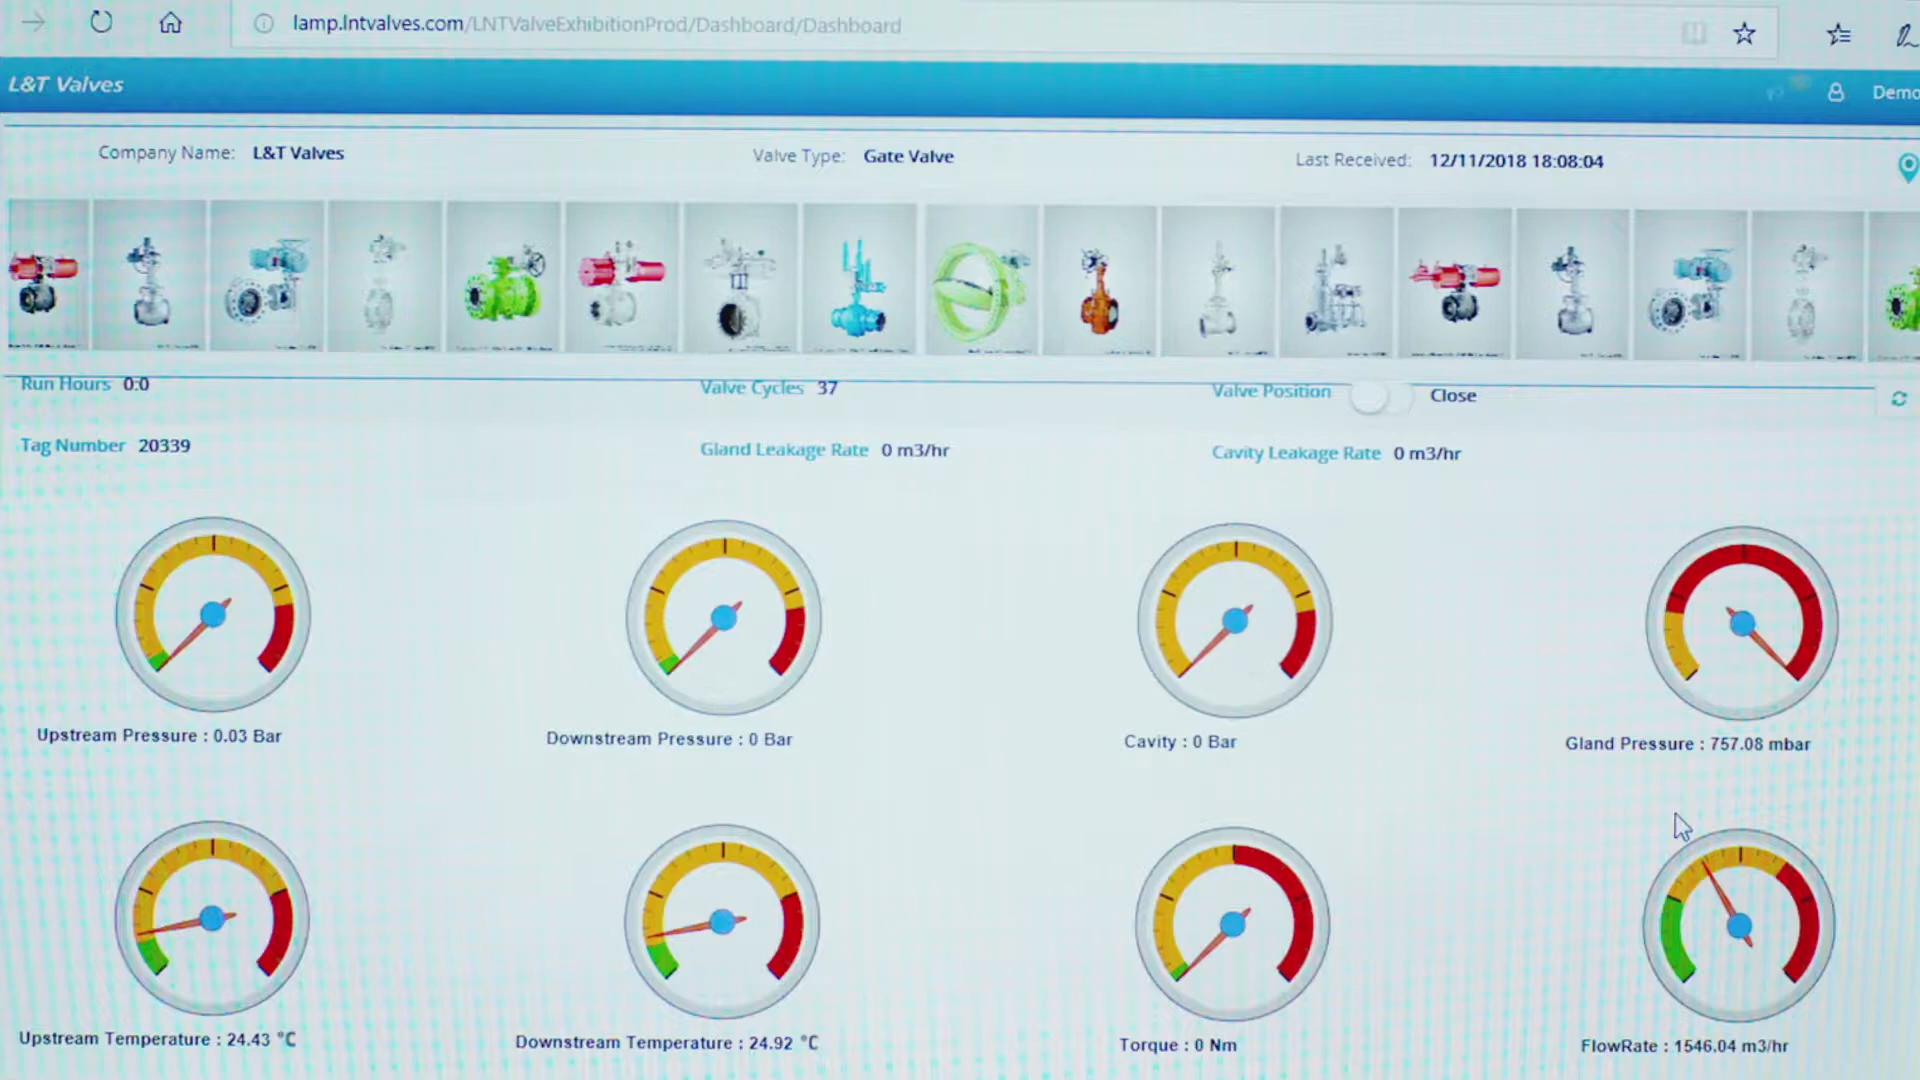 lamp.lntvalves.com/LNTValveExhibitionProd/Dashboard/Dashboard
L&T Valves
Demo
Company Name: L&T Valves
Valve Type: Gate Valve
Last Received: 12/11/2018 18:08:04
Run Hours 0:0
Valve Cycles 37
Valve Position Close
Tag Number 20339
Gland Leakage Rate 0 m3/hr
Cavity Leakage Rate 0 m3/hr
Upstream Pressure : 0.03 Bar
Downstream Pressure : 0 Bar
Cavity : 0 Bar
Gland Pressure : 757.08 mbar
Upstream Temperature : 24.43 °C
Downstream Temperature : 24.92 °C
Torque : 0 Nm
FlowRate : 1546.04 m3/hr